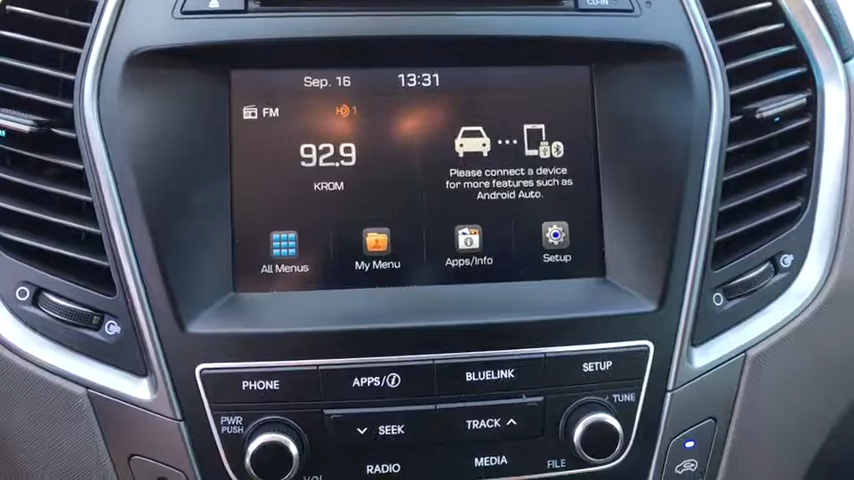 CD-IN
Sep. 16 13:31
FM HD 1
92.9
KROM
Please connect a device
for more features such as
Android Auto.
All Menus My Menu Apps/Info Setup
PHONE APPS/i BLUELINK SETUP
PWR
PUSH
SEEK TRACK TUNE
RADIO MEDIA FILE
VOL